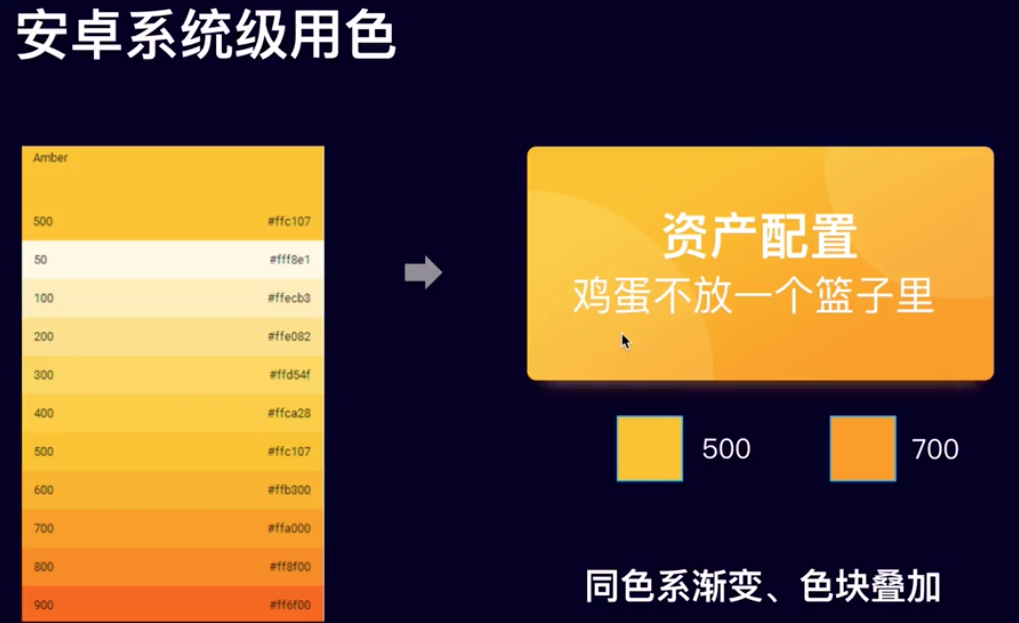 安卓系统级用色
Amber
500 #ffc107
50 #fff8e1
100 #ffecb3
200 #ffe082
300 #ffd54f
400 #ffca28
500 #ffc107
600 #ffb300
700 #ffa000
800 #ff8f00
900 #ff6f00
资产配置
鸡蛋不放一个篮子里
500
700
同色系渐变、色块叠加